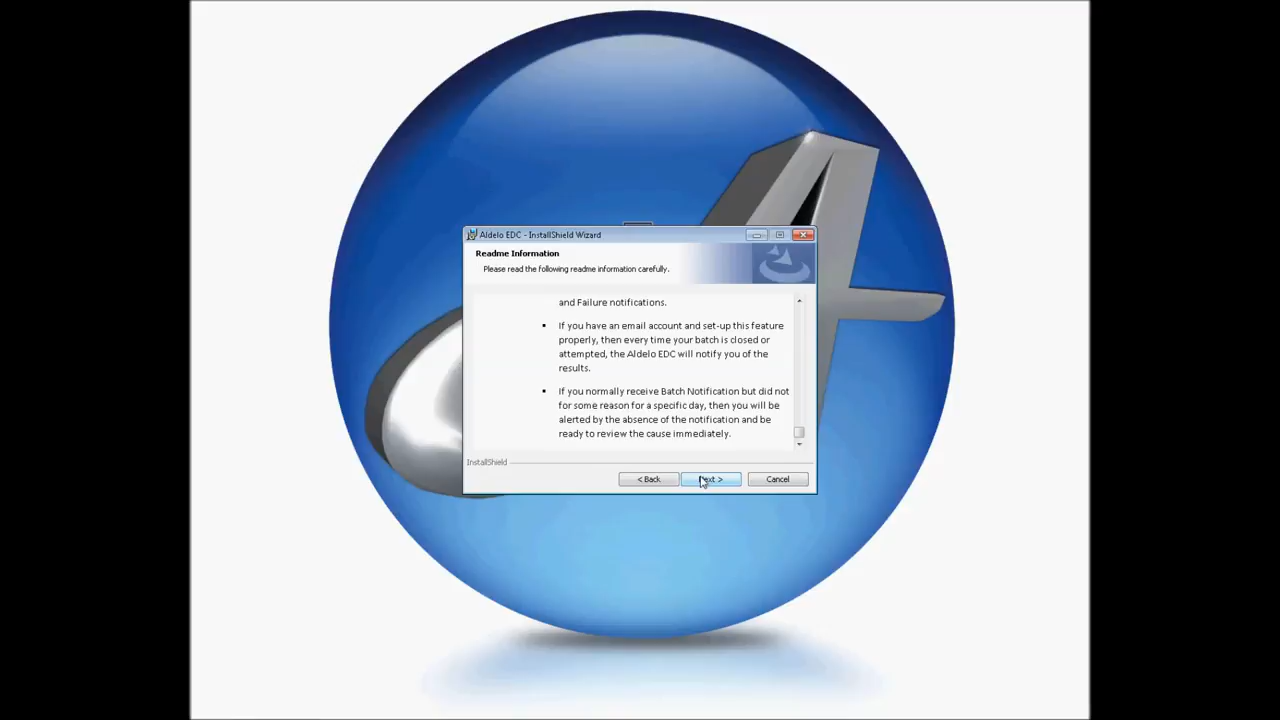 Aldelo EDC - InstallShield Wizard
Readme Information
Please read the following readme information carefully.
and Failure notifications.
▪ If you have an email account and set-up this feature
properly, then every time your batch is closed or
attempted, the Aldelo EDC will notify you of the
results.
▪ If you normally receive Batch Notification but did not
for some reason for a specific day, then you will be
alerted by the absence of the notification and be
ready to review the cause immediately.
InstallShield
< Back
Next >
Cancel